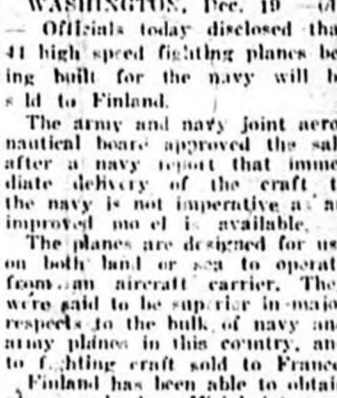 WASHINGTON, Dec. 19
— Officials today disclosed tha
41 high speed fighting planes be
ing built for the navy will b
s ld to Finland.
The army and navy joint aero
nautical board approved the sal
after a navy report that imme
diate delivery of the craft t
the navy is not imperative as a
improved mo el is available.
The planes are designed for us
on both land or sea to operat
from an aircraft carrier. The
were said to be superior in majo
respects to the bulk of navy an
army planes in this country, an
to f ghting craft sold to France
Finland has been able to obtai